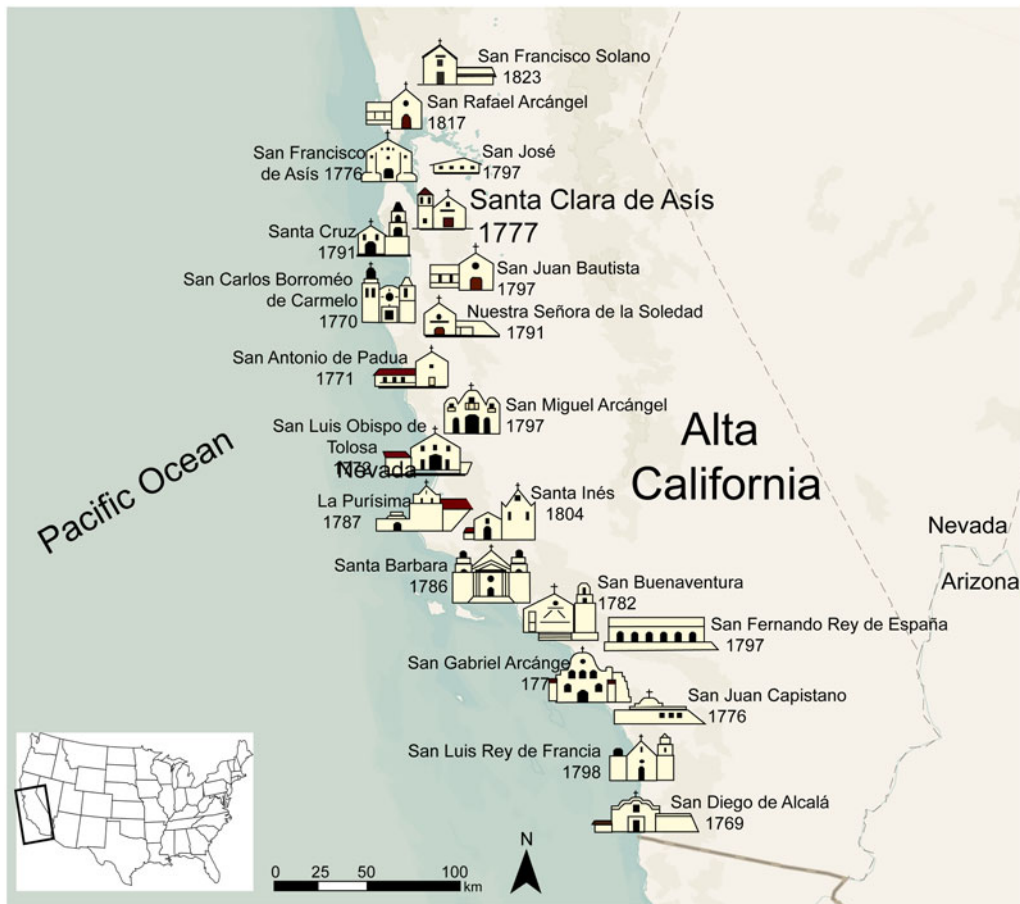 San Francisco Solano
1823
San Rafael Arcángel
1817
San Francisco
de Asís 1776
San José
1797
Santa Clara de Asís
1777
Santa Cruz
1791
San Juan Bautista
1797
San Carlos Borroméo
de Carmelo
1770
Nuestra Señora de la Soledad
1791
San Antonio de Padua
1771
San Miguel Arcángel
1797
San Luis Obispo de
Tolosa
Nevada
Alta
California
Pacific Ocean
La Purísima
1787
Santa Inés
1804
Nevada
Arizona
Santa Barbara
1786
San Buenaventura
1782
San Fernando Rey de España
1797
San Gabriel Arcánge
177
San Juan Capistano
1776
San Luis Rey de Francia
1798
San Diego de Alcalá
1769
N
0 25 50 100
km